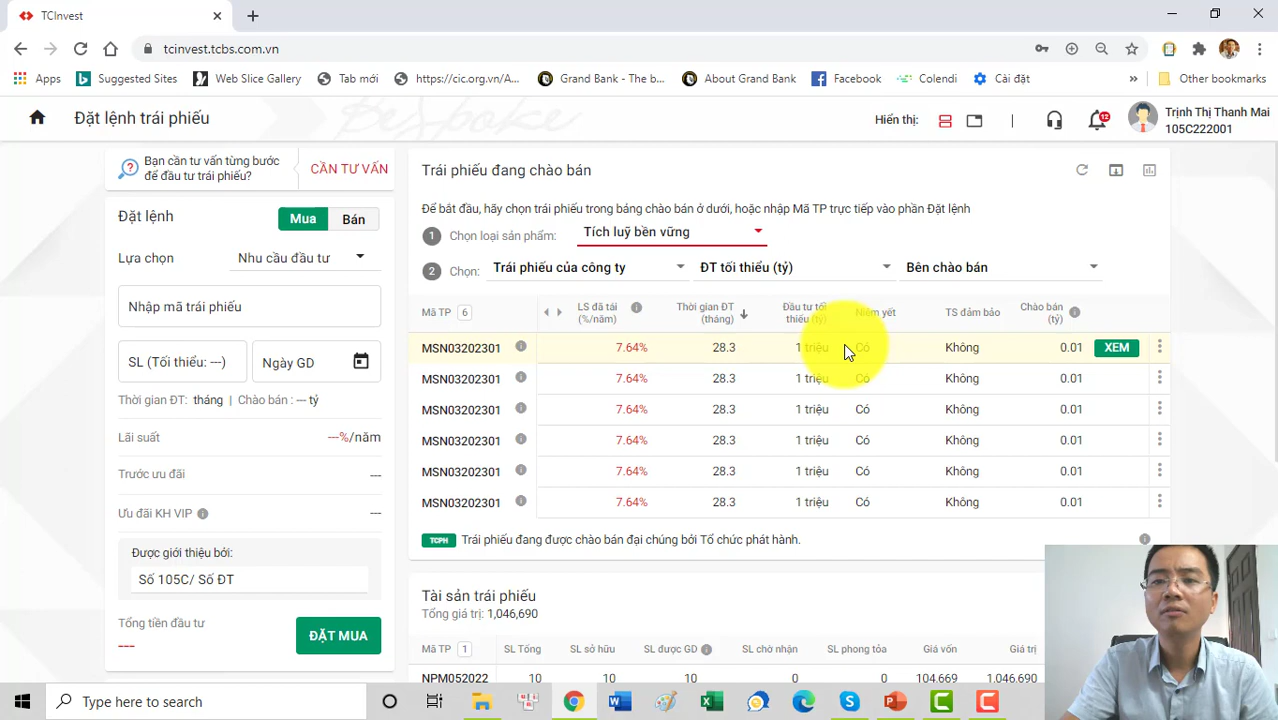 TCInvest
tcinvest.tcbs.com.vn
Apps
Suggested Sites
Web Slice Gallery
Tab mới
https://cic.org.vn/A...
Grand Bank - The b...
About Grand Bank
Facebook
Colendi
Cài đặt
»
Other bookmarks
Đặt lệnh trái phiếu
Bespoke
Hiển thị:
12
Trịnh Thị Thanh Mai
105C222001
Bạn cần tư vấn từng bước
để đầu tư trái phiếu?
CẦN TƯ VẤN
Đặt lệnh
Mua
Bán
Lựa chọn
Nhu cầu đầu tư
Nhập mã trái phiếu
SL (Tối thiểu: ---)
Ngày GD
Thời gian ĐT: tháng | Chào bán : --- tỷ
Lãi suất
---%/năm
Trước ưu đãi
---
Ưu đãi KH VIP
---
Được giới thiệu bởi:
Số 105C/ Số ĐT
Tổng tiền đầu tư
---
ĐẶT MUA
Trái phiếu đang chào bán
Để bắt đầu, hãy chọn trái phiếu trong bảng chào bán ở dưới, hoặc nhập Mã TP trực tiếp vào phần Đặt lệnh
1 Chọn loại sản phẩm: Tích luỹ bền vững
2 Chọn: Trái phiếu của công ty ĐT tối thiểu (tỷ) Bên chào bán
Mã TP 6 LS đã tái (%/năm) Thời gian ĐT (tháng) Đầu tư tối thiểu (tỷ) Niêm yết TS đảm bảo Chào bán (tỷ)
MSN03202301 7.64% 28.3 1 triệu Có Không 0.01 XEM
MSN03202301 7.64% 28.3 1 triệu Có Không 0.01
MSN03202301 7.64% 28.3 1 triệu Có Không 0.01
MSN03202301 7.64% 28.3 1 triệu Có Không 0.01
MSN03202301 7.64% 28.3 1 triệu Có Không 0.01
MSN03202301 7.64% 28.3 1 triệu Có Không 0.01
TCPH Trái phiếu đang được chào bán đại chúng bởi Tổ chức phát hành.
Tài sản trái phiếu
Tổng giá trị: 1,046,690
Mã TP 1 SL Tổng SL sở hữu SL được GD SL chờ nhận SL phong tỏa Giá vốn Giá trị
NPM052022 10 10 10 0 0 104,669 1,046,690
Type here to search